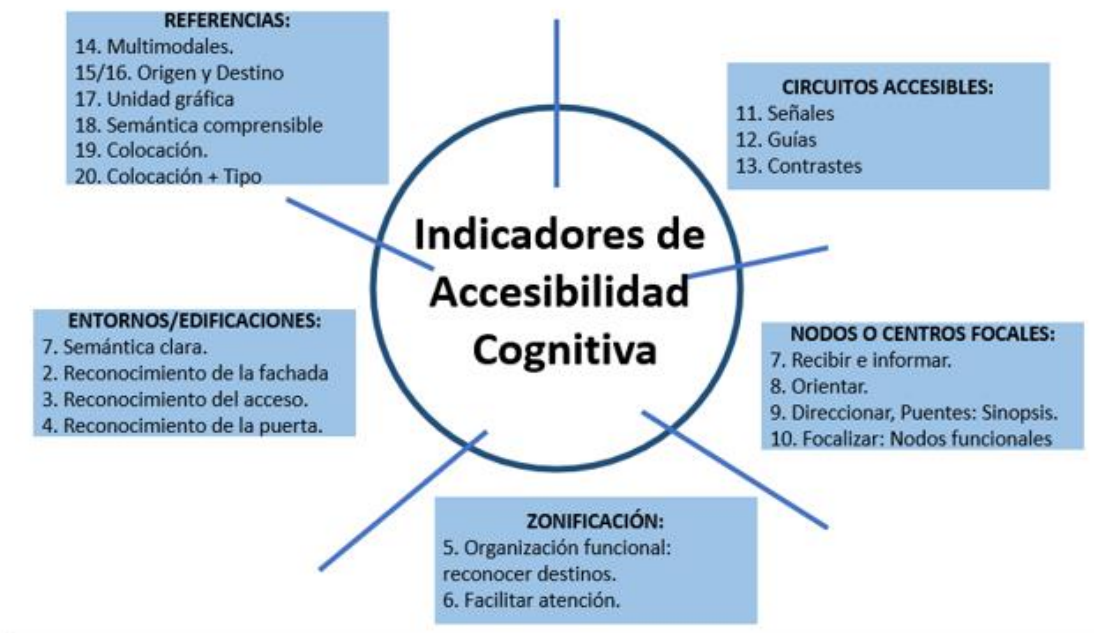 REFERENCIAS:
14. Multimodales.
15/16. Origen y Destino
17. Unidad gráfica
18. Semántica comprensible
19. Colocación.
20. Colocación + Tipo
CIRCUITOS ACCESIBLES:
11. Señales
12. Guías
13. Contrastes
Indicadores de
Accesibilidad
Cognitiva
ENTORNOS/EDIFICACIONES:
7. Semántica clara.
2. Reconocimiento de la fachada
3. Reconocimiento del acceso.
4. Reconocimiento de la puerta.
NODOS O CENTROS FOCALES:
7. Recibir e informar.
8. Orientar.
9. Direccionar, Puentes: Sinopsis.
10. Focalizar: Nodos funcionales
ZONIFICACIÓN:
5. Organización funcional:
reconocer destinos.
6. Facilitar atención.